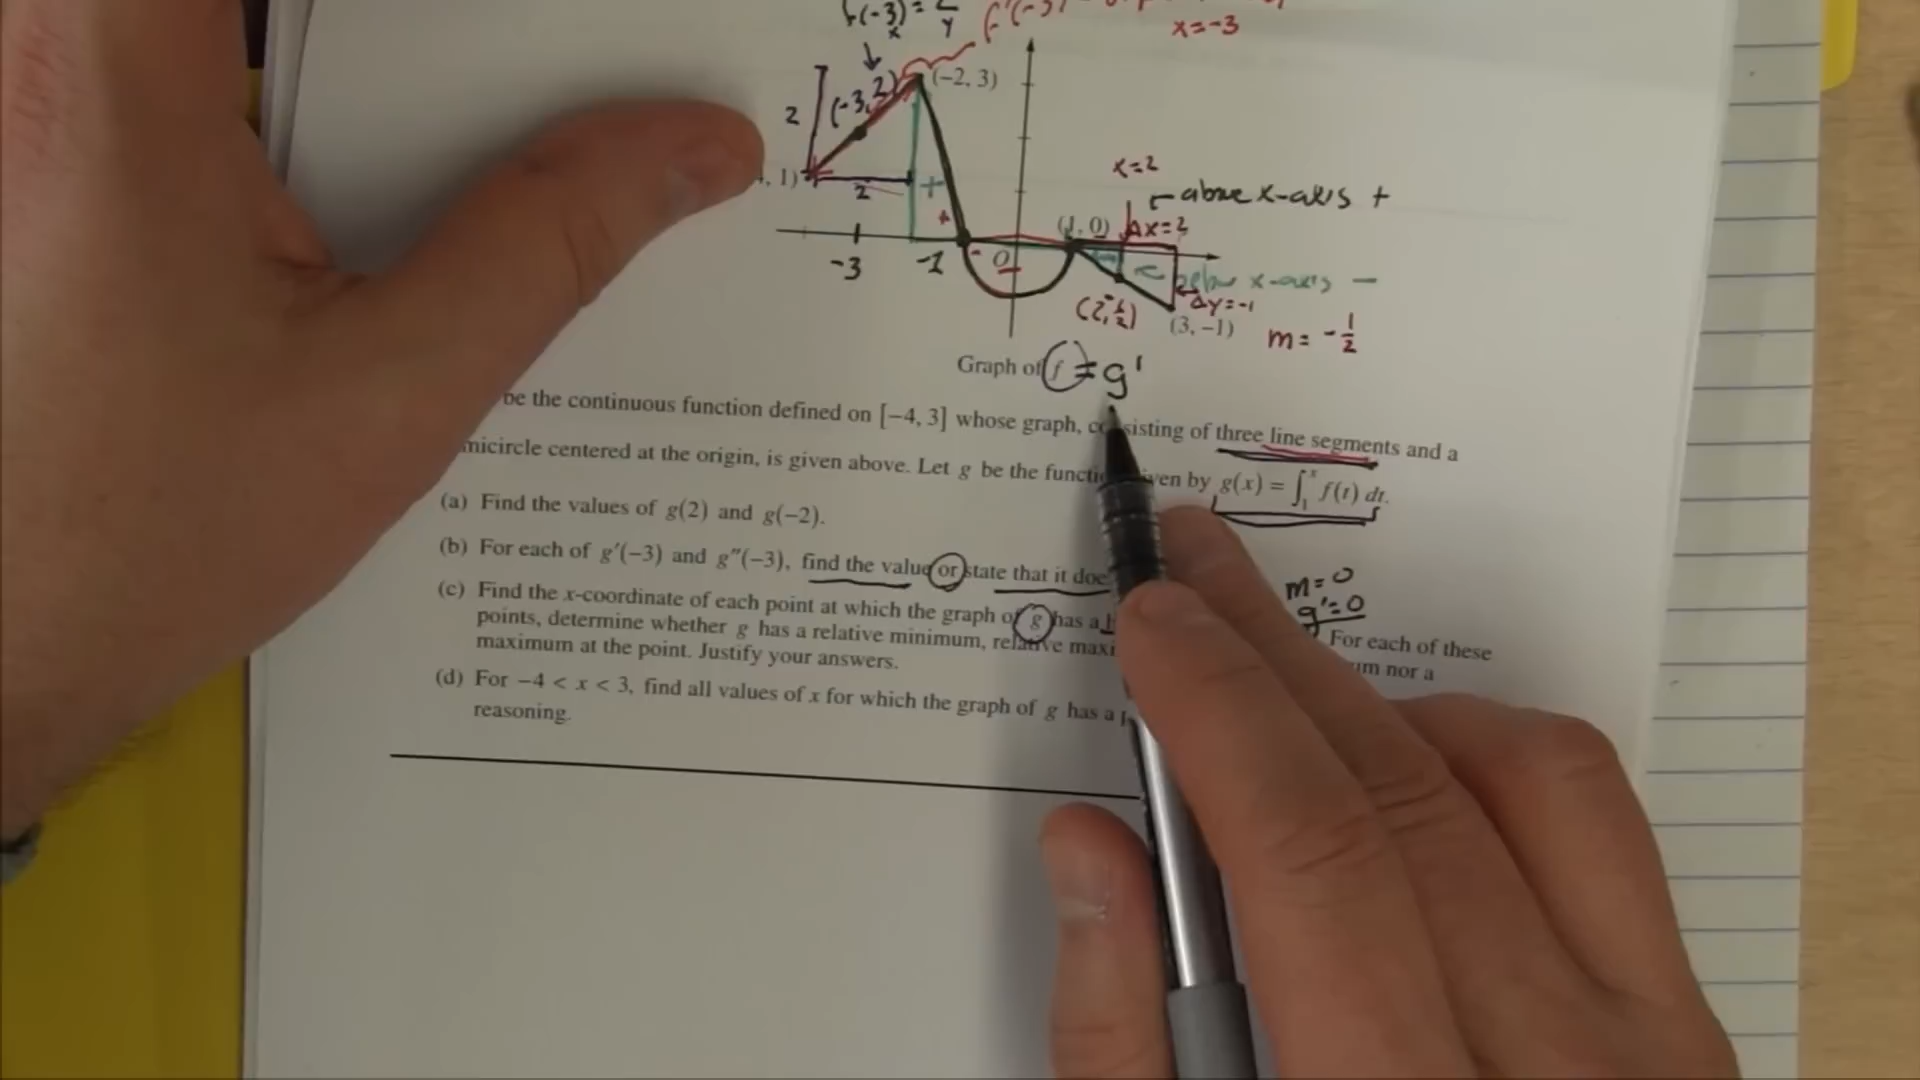 f(-3) = 2
x y
x=-3
(-3, 2)
(−2, 3)
2
, 1)
2
+
+
x=2
above x-axis +
(1, 0)
Δx=2
-3
-1
-
O
below x-axis -
Δy=-1
(2,-1/2)
(3, −1)
m = -1/2
Graph of f = g'
be the continuous function defined on [−4, 3] whose graph, consisting of three line segments and a
micircle centered at the origin, is given above. Let g be the function given by g(x) = ∫₁ˣ f(t) dt.
(a) Find the values of g(2) and g(−2).
(b) For each of g′(−3) and g″(−3), find the value or state that it doe
m=0
g'=0
(c) Find the x-coordinate of each point at which the graph of g has a For each of these
points, determine whether g has a relative minimum, relative maxi um nor a
maximum at the point. Justify your answers.
(d) For −4 < x < 3, find all values of x for which the graph of g has a
reasoning.